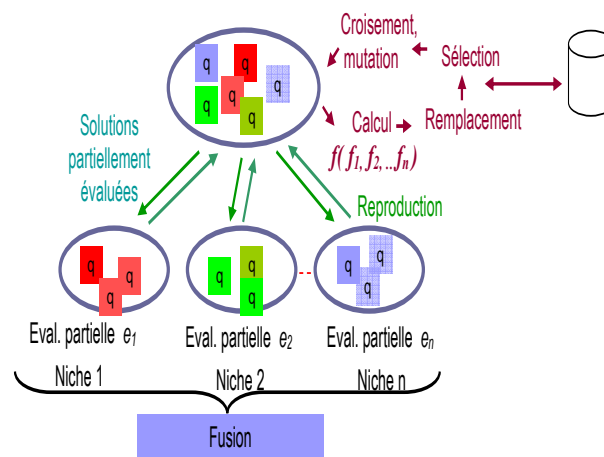 Croisement,
mutation
Sélection
q q
q q
q q
Calcul
Remplacement
f( f1, f2, ..fn )
Solutions
partiellement
évaluées
Reproduction
q q q
q q q
q q q
Eval. partielle e1
Eval. partielle e2
Eval. partielle en
Niche 1
Niche 2
Niche n
Fusion